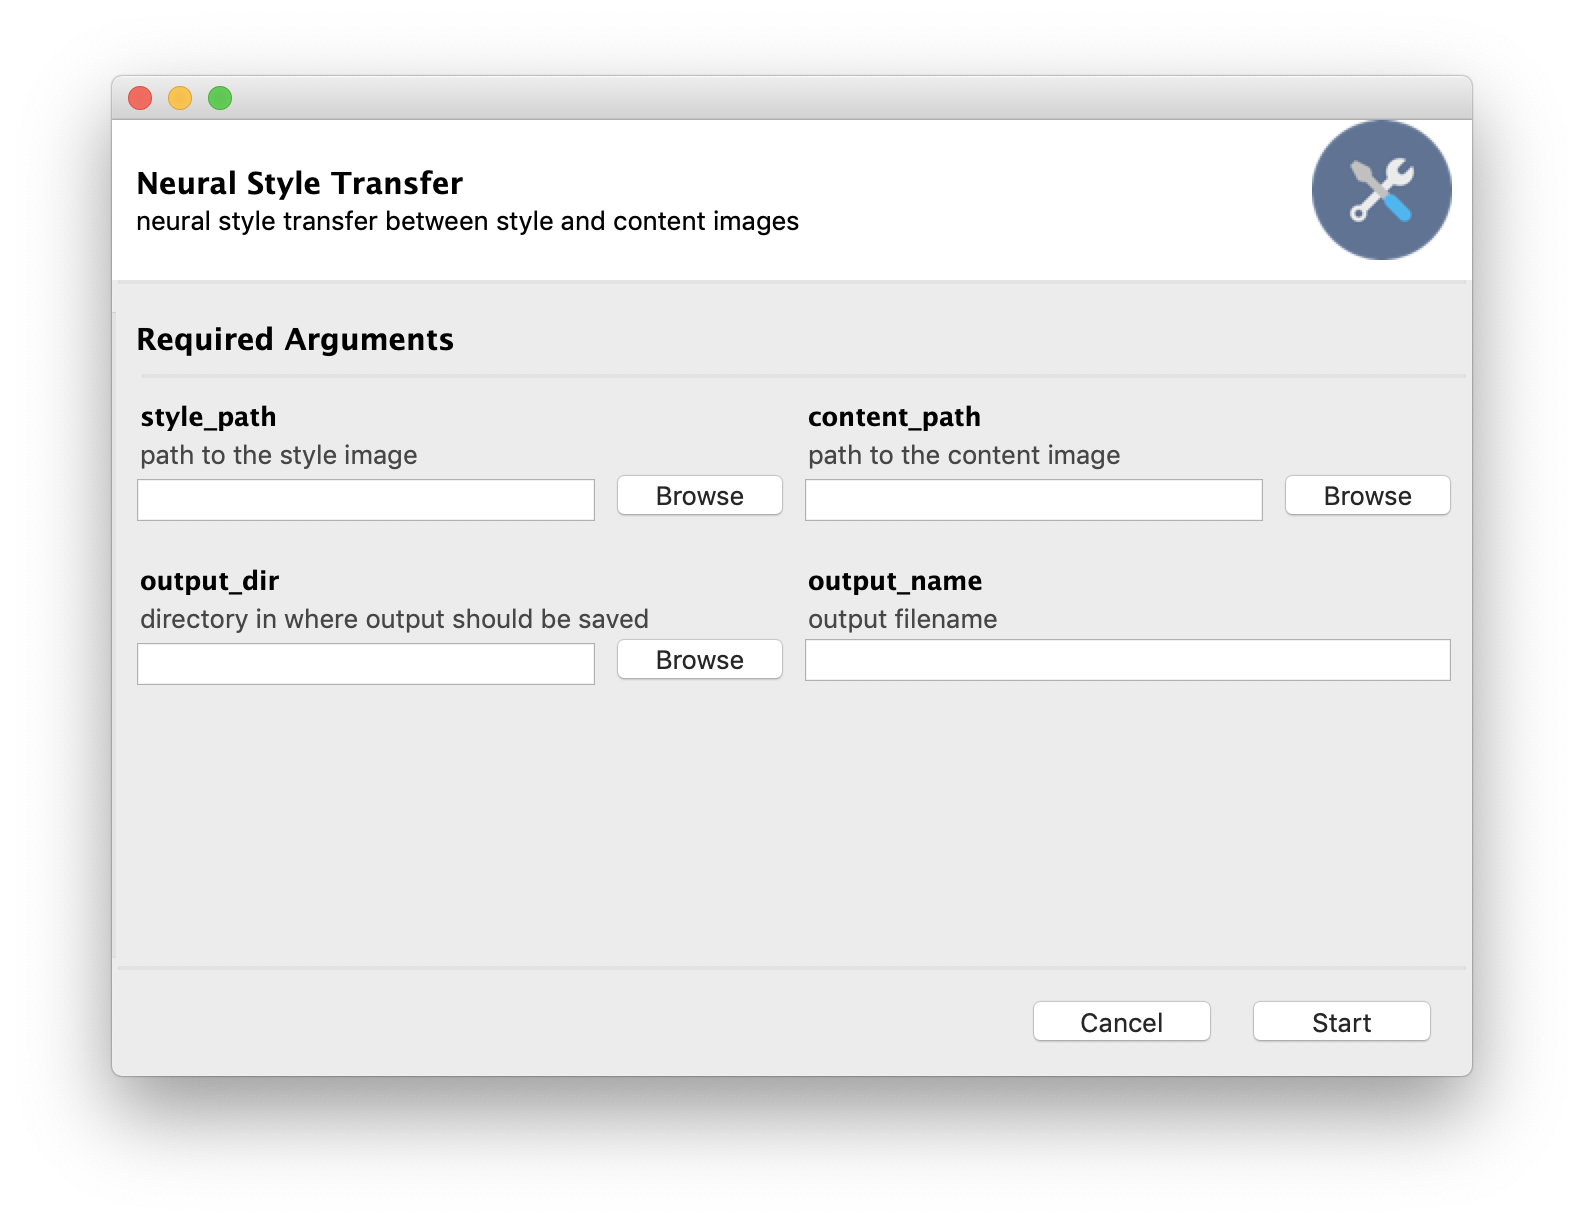 Neural Style Transfer
neural style transfer between style and content images
Required Arguments
style_path
path to the style image
Browse
content_path
path to the content image
Browse
output_dir
directory in where output should be saved
Browse
output_name
output filename
Cancel
Start